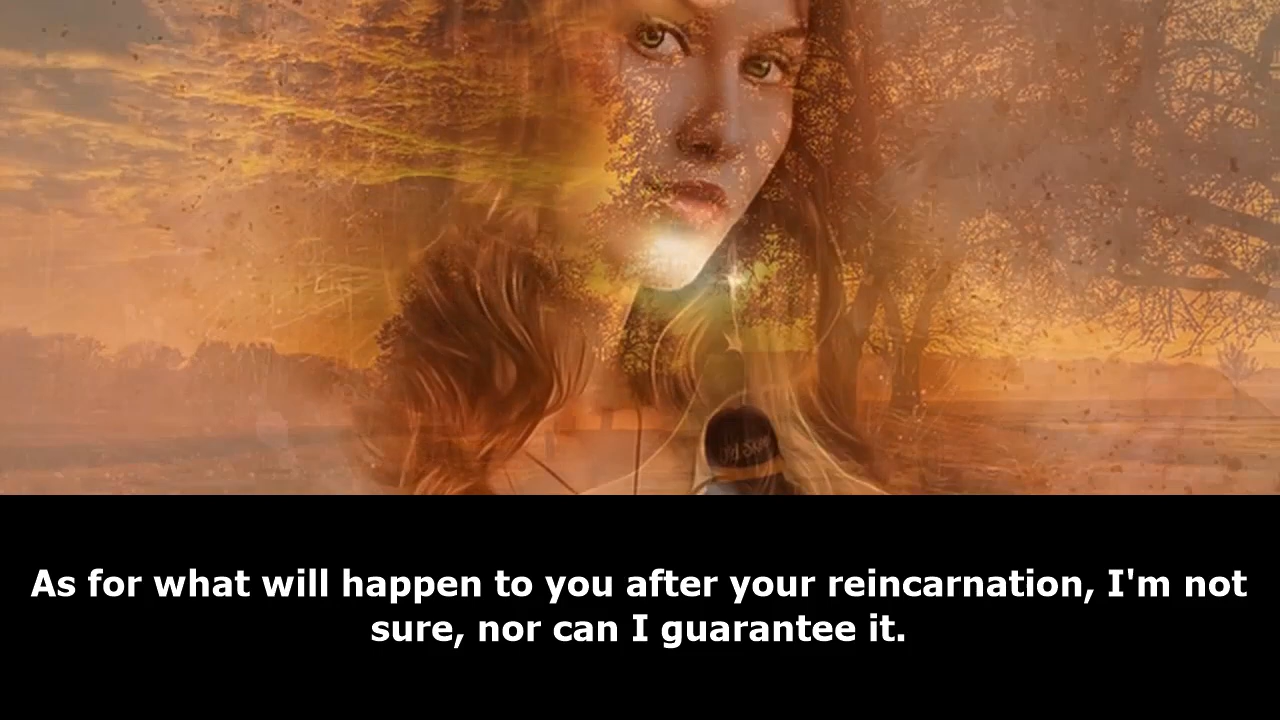 As for what will happen to you after your reincarnation, I'm not
sure, nor can I guarantee it.